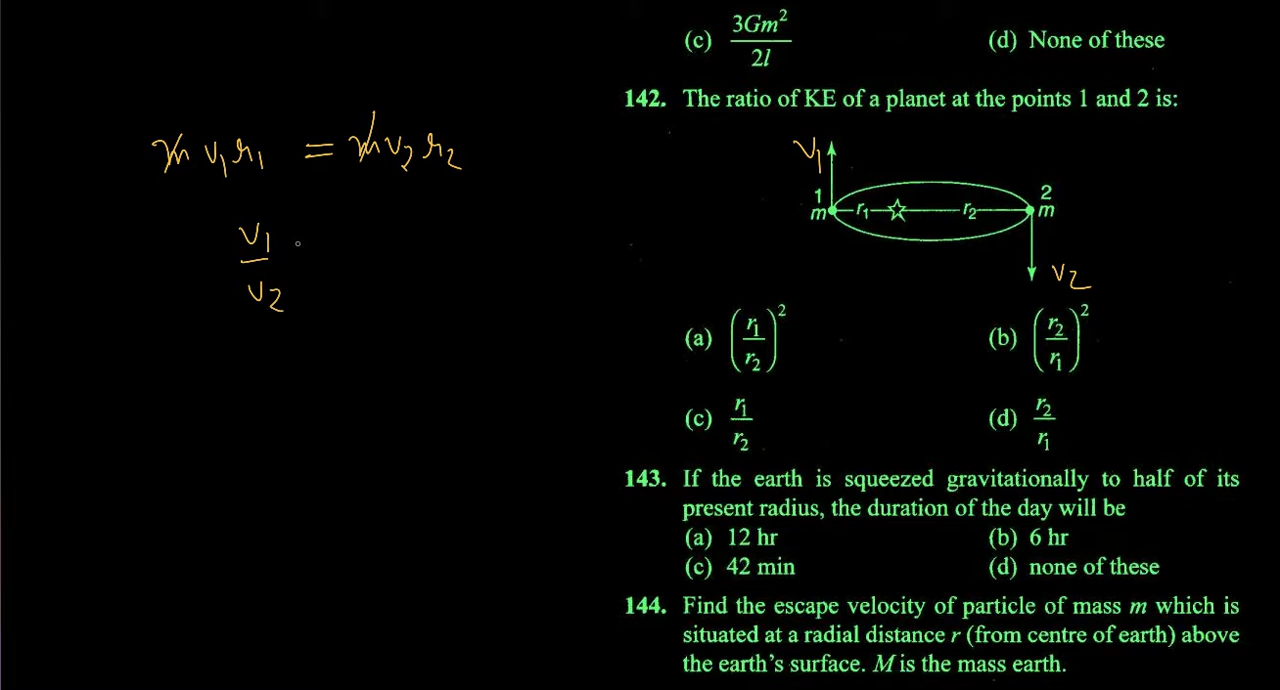 (c) 3Gm²/2l (d) None of these
142. The ratio of KE of a planet at the points 1 and 2 is:
m v₁ r₁ = m v₂ r₂
v₁/v₂
v₁
1 2
m r₁ r₂ m
v₂
(a) (r₁/r₂)² (b) (r₂/r₁)²
(c) r₁/r₂ (d) r₂/r₁
143. If the earth is squeezed gravitationally to half of its
present radius, the duration of the day will be
(a) 12 hr (b) 6 hr
(c) 42 min (d) none of these
144. Find the escape velocity of particle of mass m which is
situated at a radial distance r (from centre of earth) above
the earth's surface. M is the mass earth.